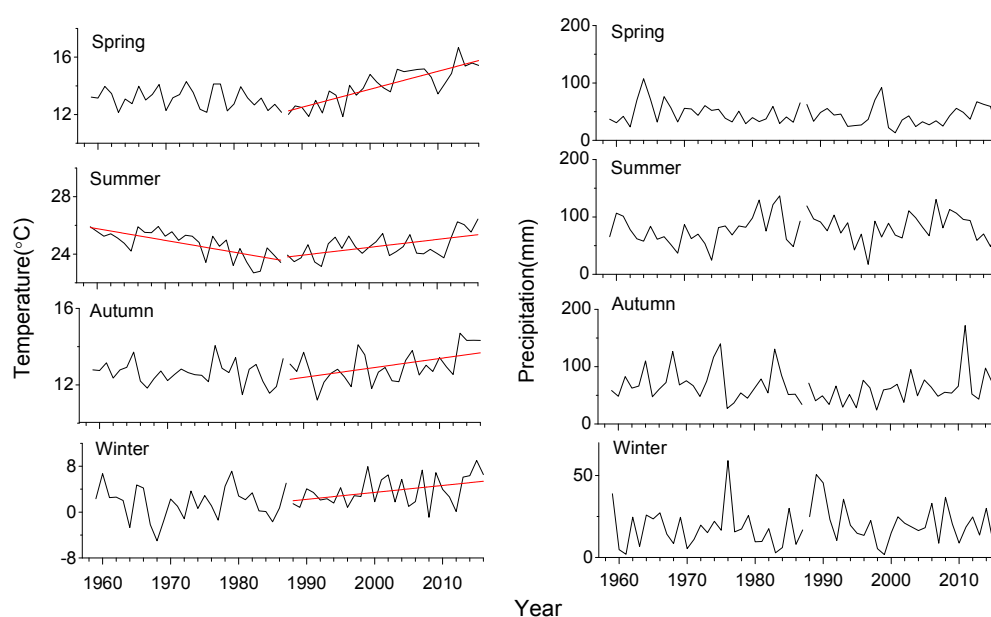 Temperature(°C)
Spring
16
12
Summer
28
24
Autumn
16
12
Winter
8
0
-8
1960 1970 1980 1990 2000 2010
Precipitation(mm)
200
Spring
100
0
200
Summer
100
0
200
Autumn
100
0
Winter
50
0
1960 1970 1980 1990 2000 2010
Year